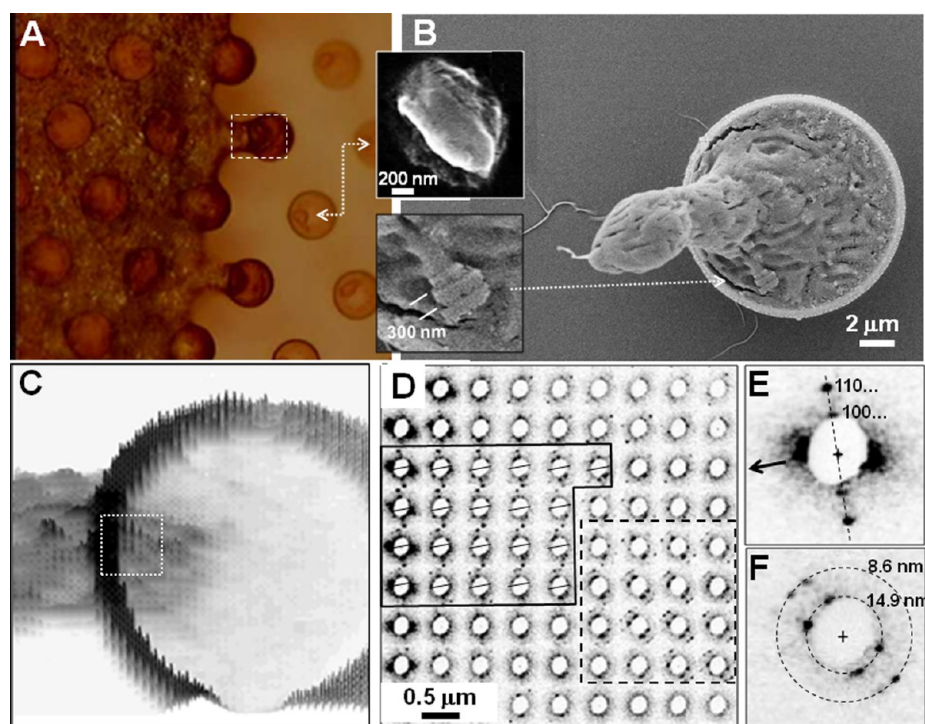 A
B
200 nm
300 nm
2 μm
C
D
0.5 μm
E
110...
100...
F
8.6 nm
14.9 nm